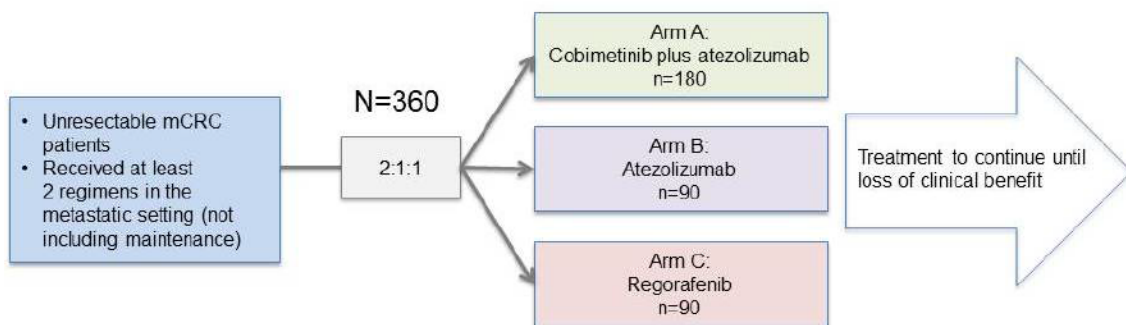 • Unresectable mCRC
patients
• Received at least
2 regimens in the
metastatic setting (not
including maintenance)
N=360
2:1:1
Arm A:
Cobimetinib plus atezolizumab
n=180
Arm B:
Atezolizumab
n=90
Arm C:
Regorafenib
n=90
Treatment to continue until
loss of clinical benefit